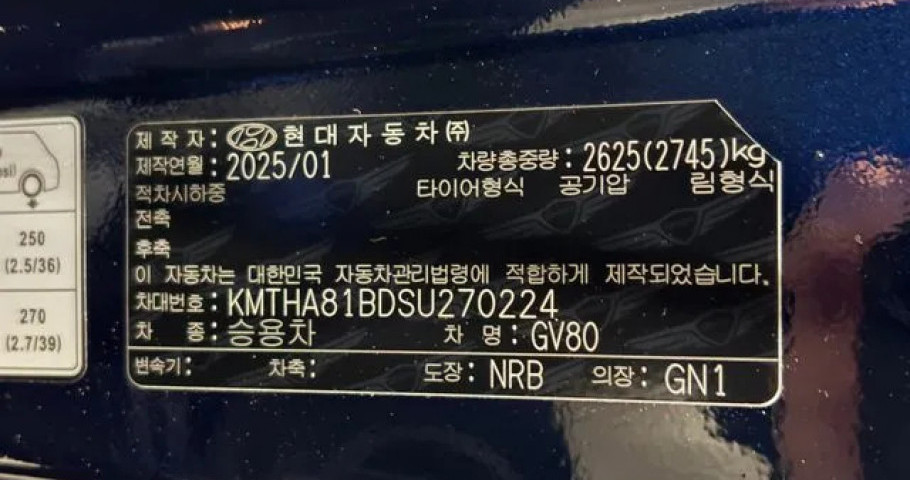 제작자: 현대자동차㈜
제작연월: 2025/01 차량총중량: 2625(2745)kg
적차시하중 타이어형식 공기압 림형식
전축
후축
이 자동차는 대한민국 자동차관리법령에 적합하게 제작되었습니다.
차대번호: KMTHA81BDSU270224
차 종: 승용차 차 명: GV80
변속기: 차축: 도장: NRB 의장: GN1
250
(2.5/36)
270
(2.7/39)